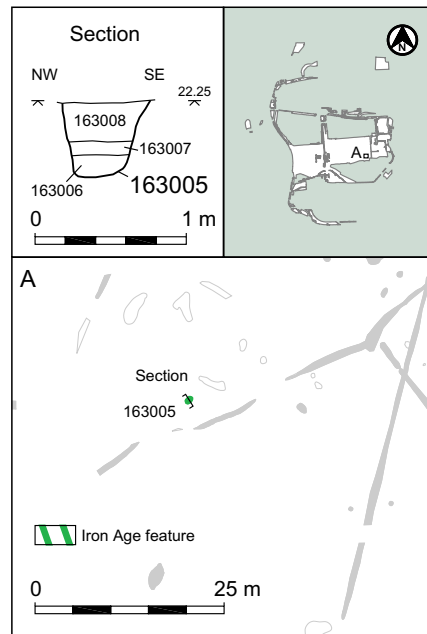 Section
NW SE
22.25
163008
163007
163006
163005
0 1 m
N
A
A
Section
163005
Iron Age feature
0 25 m